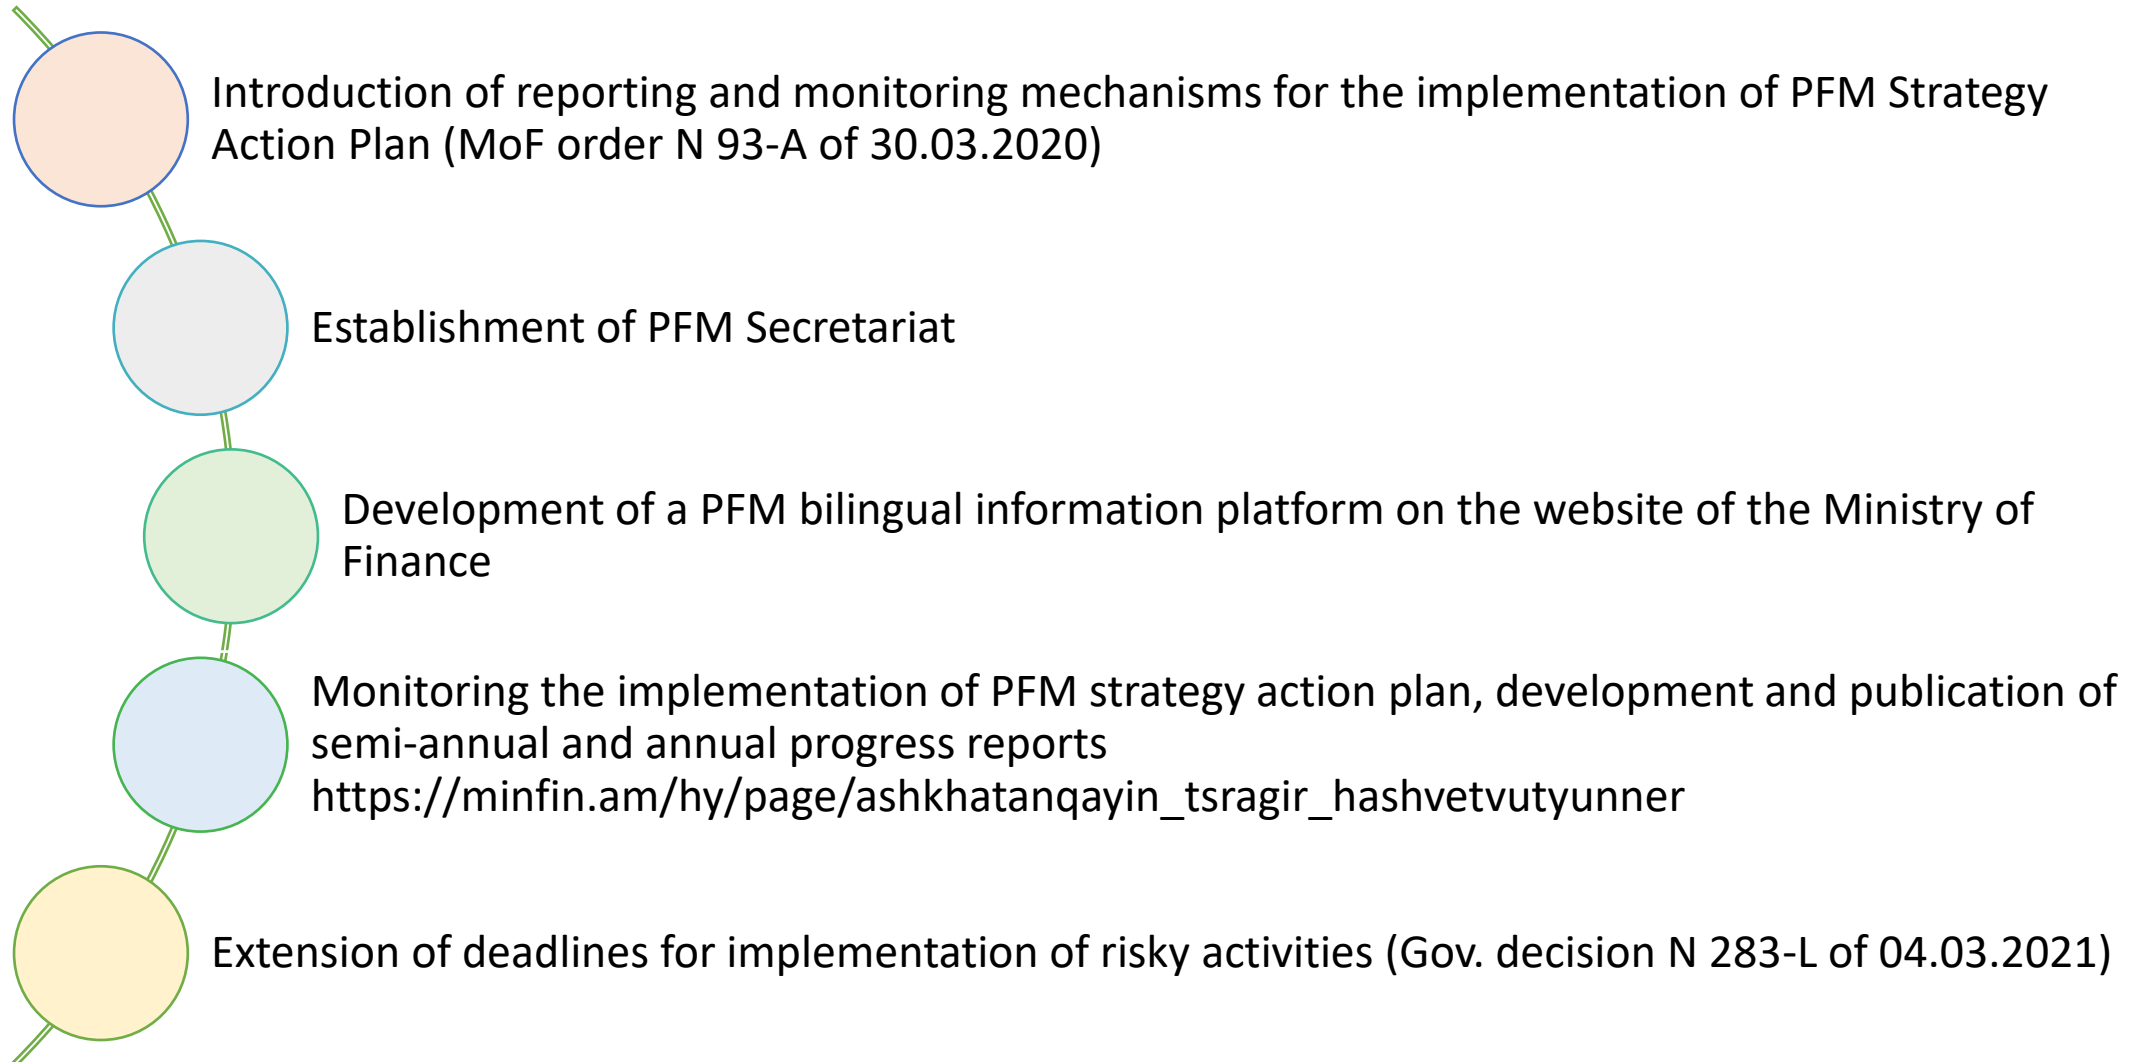 Introduction of reporting and monitoring mechanisms for the implementation of PFM Strategy
Action Plan (MoF order N 93-A of 30.03.2020)
Establishment of PFM Secretariat
Development of a PFM bilingual information platform on the website of the Ministry of
Finance
Monitoring the implementation of PFM strategy action plan, development and publication of
semi-annual and annual progress reports
https://minfin.am/hy/page/ashkhatanqayin_tsragir_hashvetvutyunner
Extension of deadlines for implementation of risky activities (Gov. decision N 283-L of 04.03.2021)